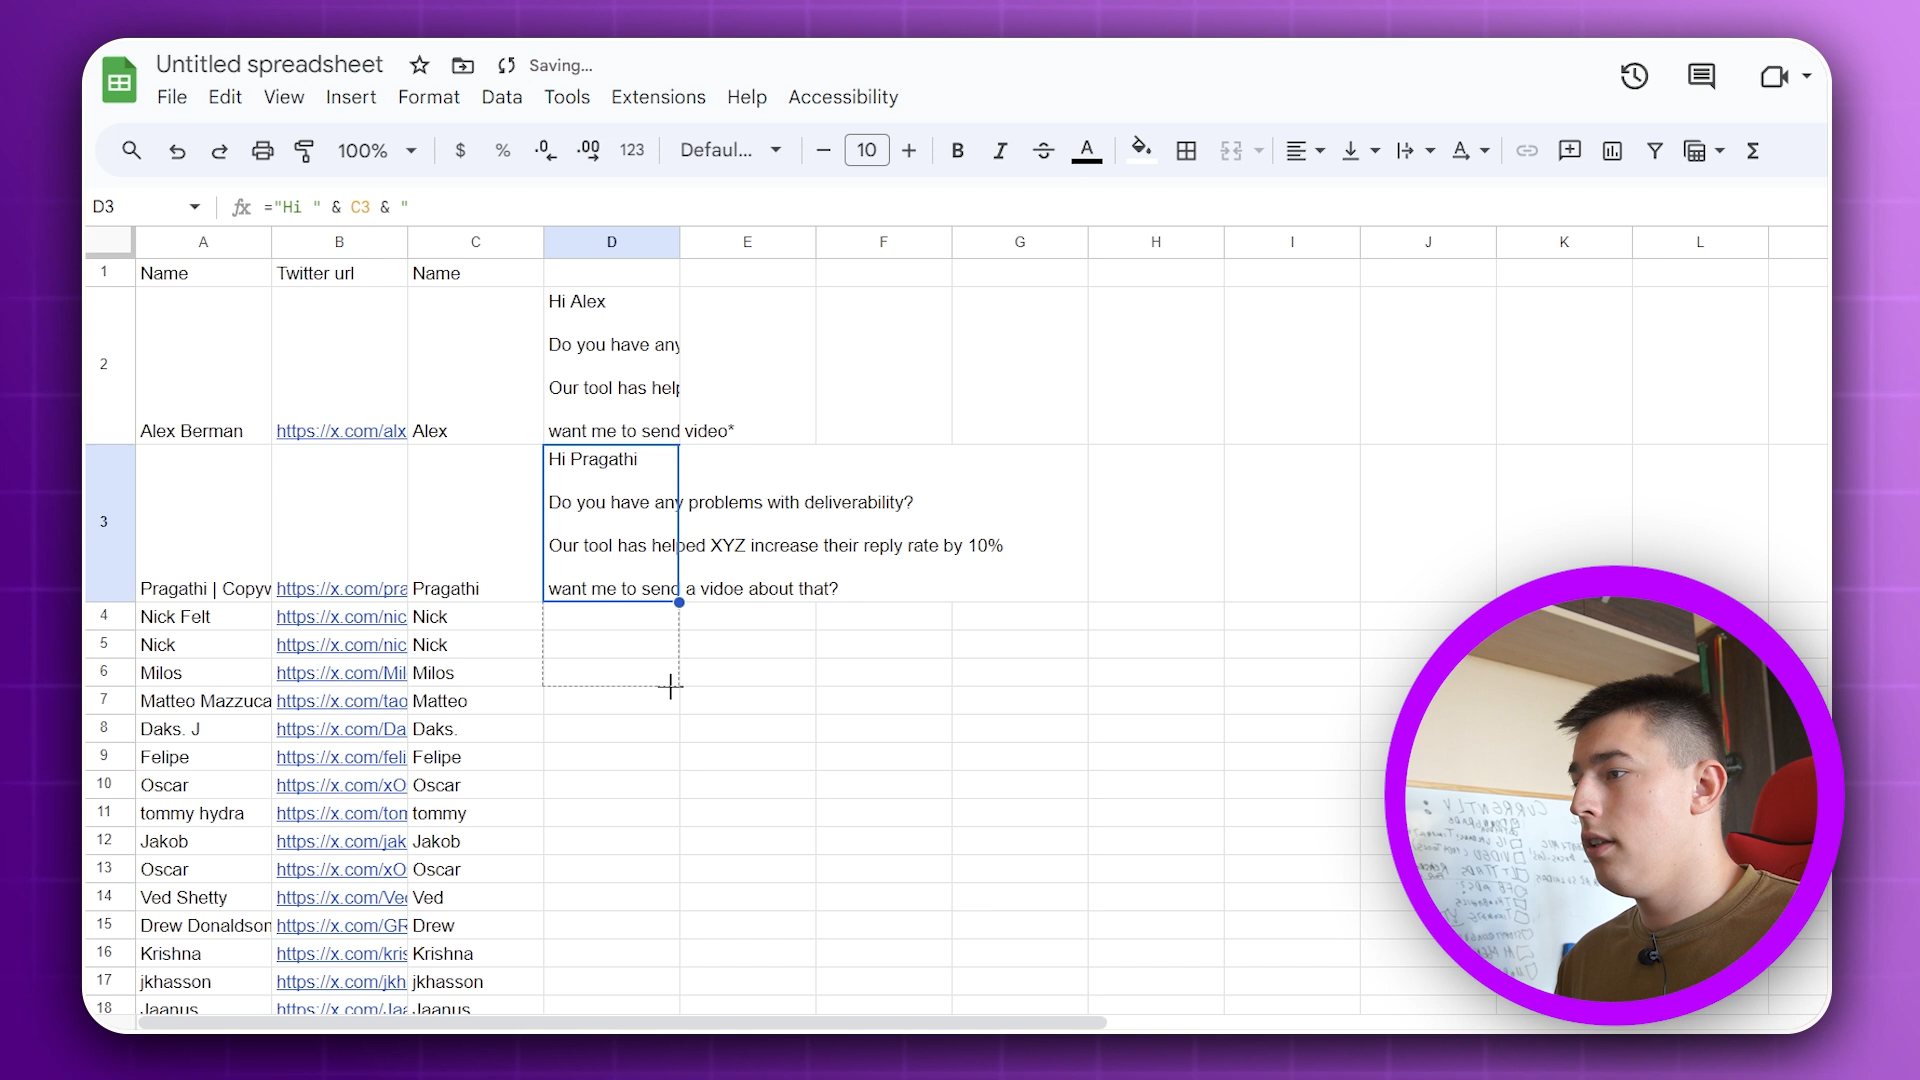 Untitled spreadsheet Saving...
File Edit View Insert Format Data Tools Extensions Help Accessibility
100% $ % .0 .00 123 Defaul... 10 B I A A Σ
D3 fx ="Hi " & C3 & "
A B C D E F G H I J K L
1 Name Twitter url Name
Hi Alex
Do you have any
2
Our tool has help
Alex Berman https://x.com/alx Alex want me to send video*
Hi Pragathi
Do you have any problems with deliverability?
3
Our tool has helped XYZ increase their reply rate by 10%
Pragathi | Copyw https://x.com/pra Pragathi want me to send a vidoe about that?
4 Nick Felt https://x.com/nic Nick
5 Nick https://x.com/nic Nick
6 Milos https://x.com/Mil Milos
7 Matteo Mazzuca https://x.com/tao Matteo
8 Daks. J https://x.com/Da Daks.
9 Felipe https://x.com/feli Felipe
10 Oscar https://x.com/xO Oscar
11 tommy hydra https://x.com/tom tommy
12 Jakob https://x.com/jak Jakob
13 Oscar https://x.com/xO Oscar
14 Ved Shetty https://x.com/Ved Ved
15 Drew Donaldson https://x.com/GR Drew
16 Krishna https://x.com/kris Krishna
17 jkhasson https://x.com/jkh jkhasson
18 Jaanus https://x.com/Jaa Jaanus
CURRENTLY :